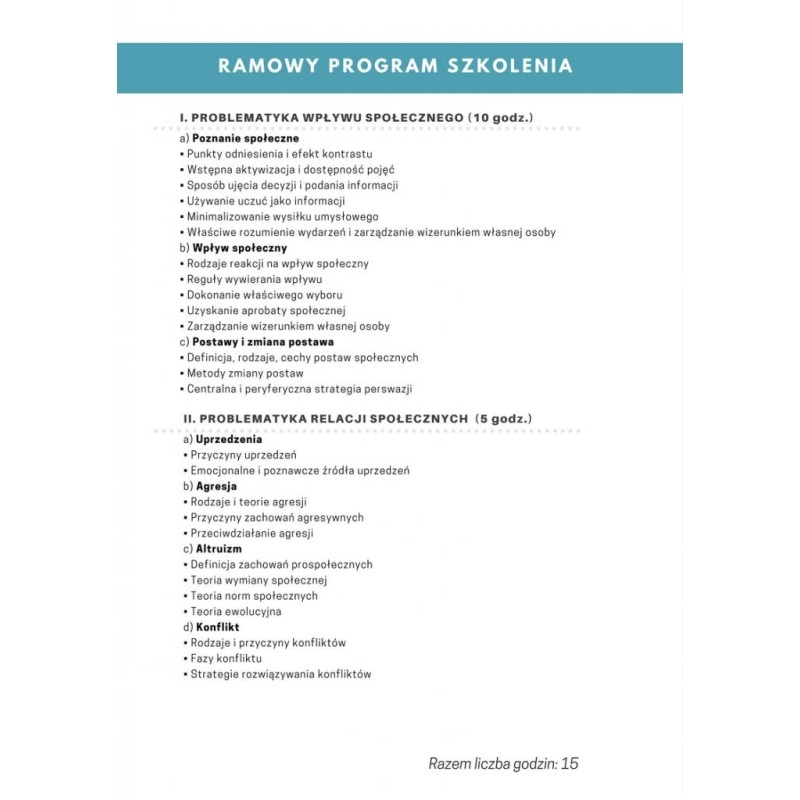 RAMOWY PROGRAM SZKOLENIA
I. PROBLEMATYKA WPŁYWU SPOŁECZNEGO (10 godz.)
a) Poznanie społeczne
• Punkty odniesienia i efekt kontrastu
• Wstępna aktywizacja i dostępność pojęć
• Sposób ujęcia decyzji i podania informacji
• Używanie uczuć jako informacji
• Minimalizowanie wysiłku umysłowego
• Właściwe rozumienie wydarzeń i zarządzanie wizerunkiem własnej osoby
b) Wpływ społeczny
• Rodzaje reakcji na wpływ społeczny
• Reguły wywierania wpływu
• Dokonanie właściwego wyboru
• Uzyskanie aprobaty społecznej
• Zarządzanie wizerunkiem własnej osoby
c) Postawy i zmiana postawa
• Definicja, rodzaje, cechy postaw społecznych
• Metody zmiany postaw
• Centralna i peryferyczna strategia perswazji
II. PROBLEMATYKA RELACJI SPOŁECZNYCH (5 godz.)
a) Uprzedzenia
• Przyczyny uprzedzeń
• Emocjonalne i poznawcze źródła uprzedzeń
b) Agresja
• Rodzaje i teorie agresji
• Przyczyny zachowań agresywnych
• Przeciwdziałanie agresji
c) Altruizm
• Definicja zachowań prospołecznych
• Teoria wymiany społecznej
• Teoria norm społecznych
• Teoria ewolucyjna
d) Konflikt
• Rodzaje i przyczyny konfliktów
• Fazy konfliktu
• Strategie rozwiązywania konfliktów
Razem liczba godzin: 15